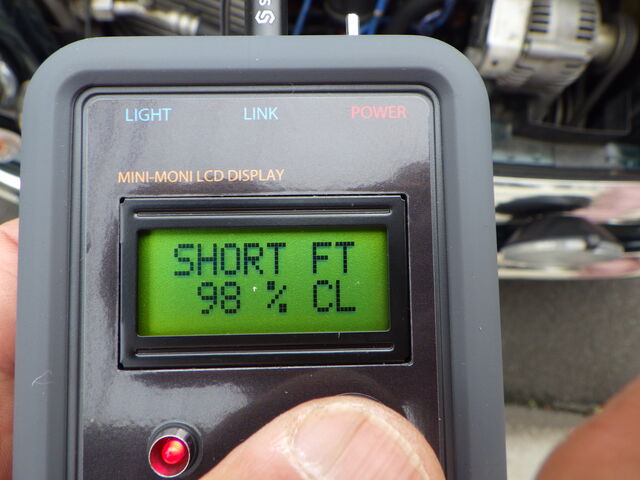 LIGHT LINK POWER
MINI-MONI LCD DISPLAY
SHORT FT
98 % CL